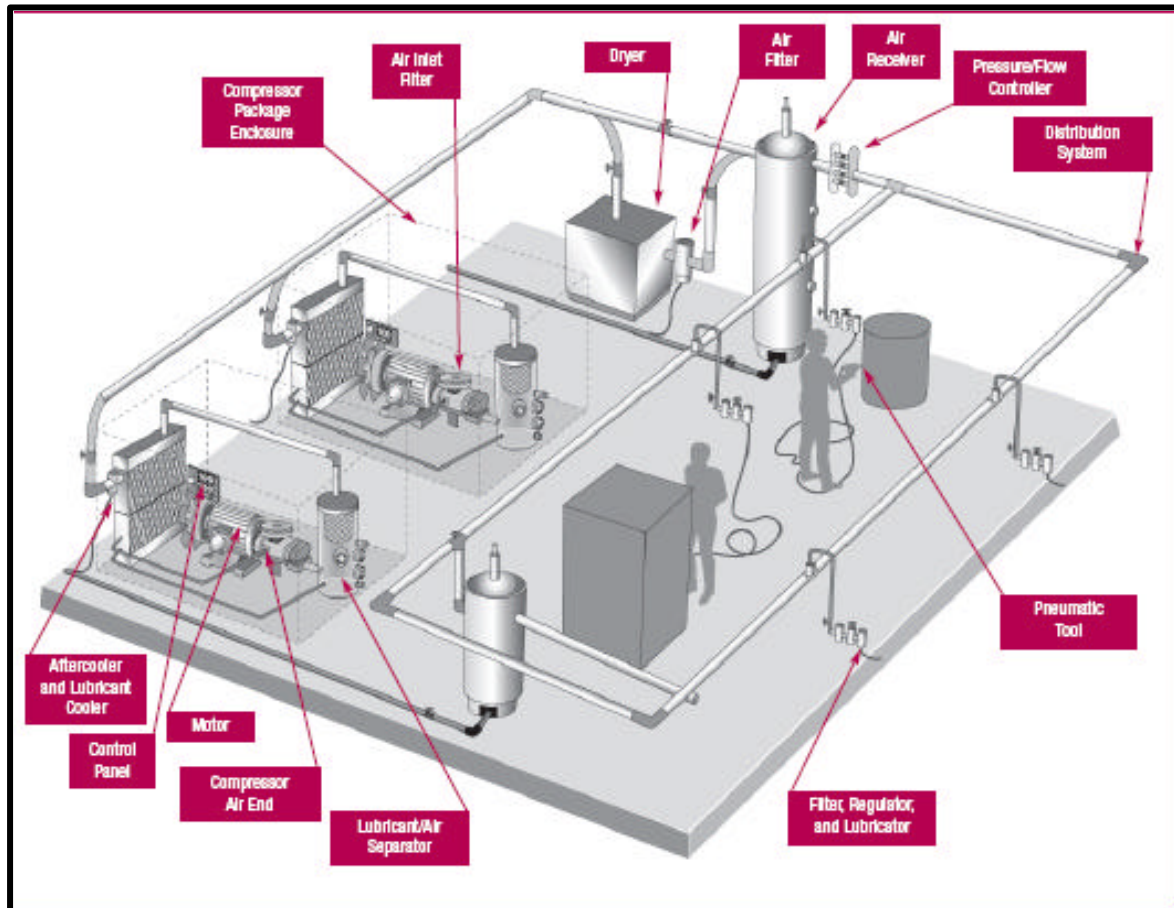 Air
Filter
Air
Receiver
Air Inlet
Filter
Dryer
Pressure/Flow
Controller
Compressor
Package
Enclosure
Distribution
System
Pneumatic
Tool
Aftercooler
and Lubricant
Cooler
Motor
Control
Panel
Compressor
Air End
Filter, Regulator,
and Lubricator
Lubricant/Air
Separator